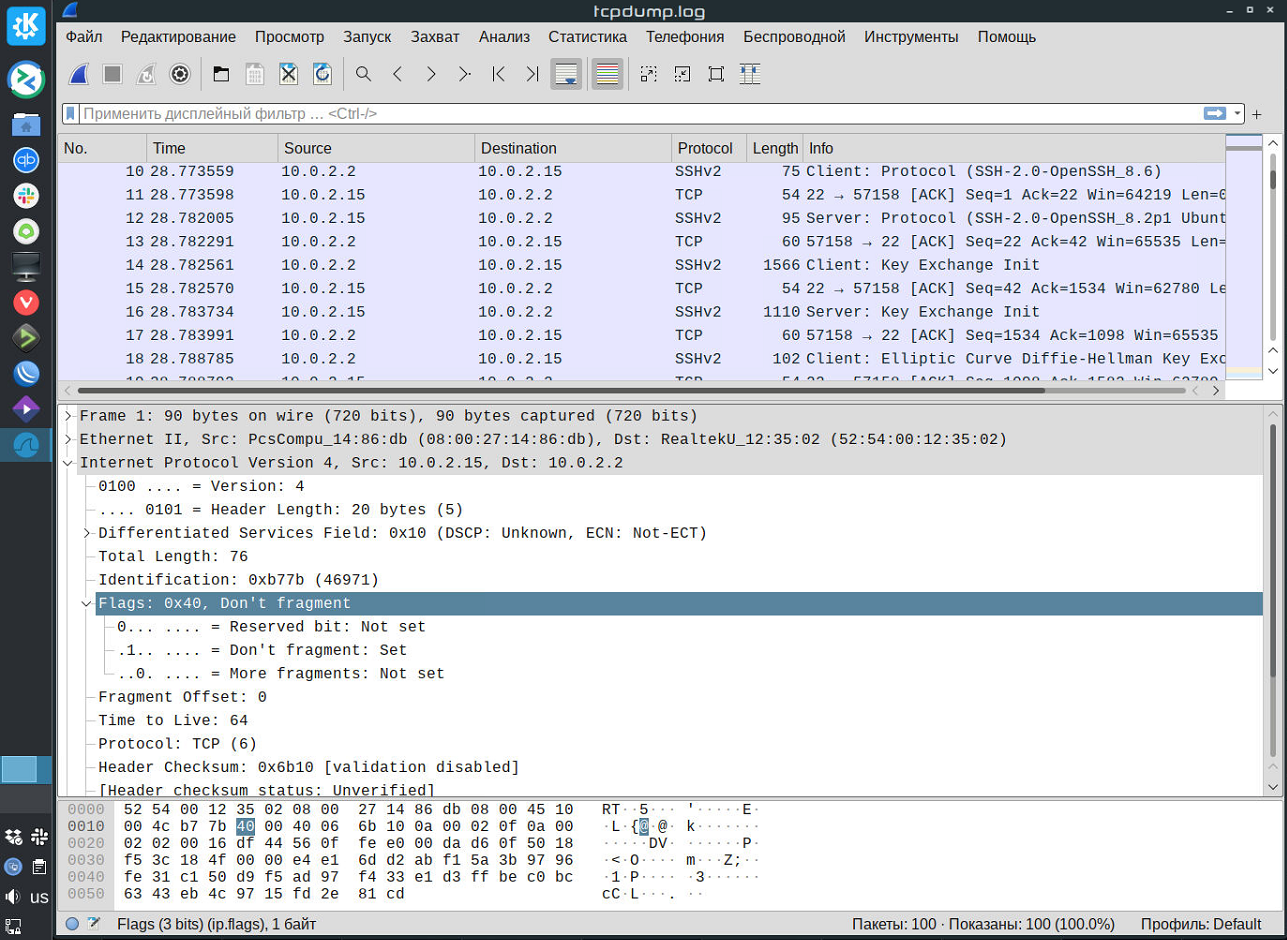 tcpdump.log
Файл Редактирование Просмотр Запуск Захват Анализ Статистика Телефония Беспроводной Инструменты Помощь
Применить дисплейный фильтр … <Ctrl-/>
No. Time Source Destination Protocol Length Info
10 28.773559 10.0.2.2 10.0.2.15 SSHv2 75 Client: Protocol (SSH-2.0-OpenSSH_8.6)
11 28.773598 10.0.2.15 10.0.2.2 TCP 54 22 → 57158 [ACK] Seq=1 Ack=22 Win=64219 Len=0
12 28.782005 10.0.2.15 10.0.2.2 SSHv2 95 Server: Protocol (SSH-2.0-OpenSSH_8.2p1 Ubunt
13 28.782291 10.0.2.2 10.0.2.15 TCP 60 57158 → 22 [ACK] Seq=22 Ack=42 Win=65535 Len=
14 28.782561 10.0.2.2 10.0.2.15 SSHv2 1566 Client: Key Exchange Init
15 28.782570 10.0.2.15 10.0.2.2 TCP 54 22 → 57158 [ACK] Seq=42 Ack=1534 Win=62780 Le
16 28.783734 10.0.2.15 10.0.2.2 SSHv2 1110 Server: Key Exchange Init
17 28.783991 10.0.2.2 10.0.2.15 TCP 60 57158 → 22 [ACK] Seq=1534 Ack=1098 Win=65535
18 28.788785 10.0.2.2 10.0.2.15 SSHv2 102 Client: Elliptic Curve Diffie-Hellman Key Exc
Frame 1: 90 bytes on wire (720 bits), 90 bytes captured (720 bits)
Ethernet II, Src: PcsCompu_14:86:db (08:00:27:14:86:db), Dst: RealtekU_12:35:02 (52:54:00:12:35:02)
Internet Protocol Version 4, Src: 10.0.2.15, Dst: 10.0.2.2
0100 .... = Version: 4
.... 0101 = Header Length: 20 bytes (5)
Differentiated Services Field: 0x10 (DSCP: Unknown, ECN: Not-ECT)
Total Length: 76
Identification: 0xb77b (46971)
Flags: 0x40, Don't fragment
0... .... = Reserved bit: Not set
.1.. .... = Don't fragment: Set
..0. .... = More fragments: Not set
Fragment Offset: 0
Time to Live: 64
Protocol: TCP (6)
Header Checksum: 0x6b10 [validation disabled]
[Header checksum status: Unverified]
0000 52 54 00 12 35 02 08 00 27 14 86 db 08 00 45 10 RT··5··· '·····E·
0010 00 4c b7 7b 40 00 40 06 6b 10 0a 00 02 0f 0a 00 ·L·{@·@· k·······
0020 02 02 00 16 df 44 56 0f fe e0 00 da d6 0f 50 18 ·····DV· ······P·
0030 f5 3c 18 4f 00 00 e4 e1 6d d2 ab f1 5a 3b 97 96 ·<·O···· m···Z;··
0040 fe 31 c1 50 d9 f5 ad 97 f4 33 e1 d3 ff be c0 bc ·1·P···· ·3······
0050 63 43 eb 4c 97 15 fd 2e 81 cd cC·L···. ··
Flags (3 bits) (ip.flags), 1 байт Пакеты: 100 · Показаны: 100 (100.0%) Профиль: Default
qb
us